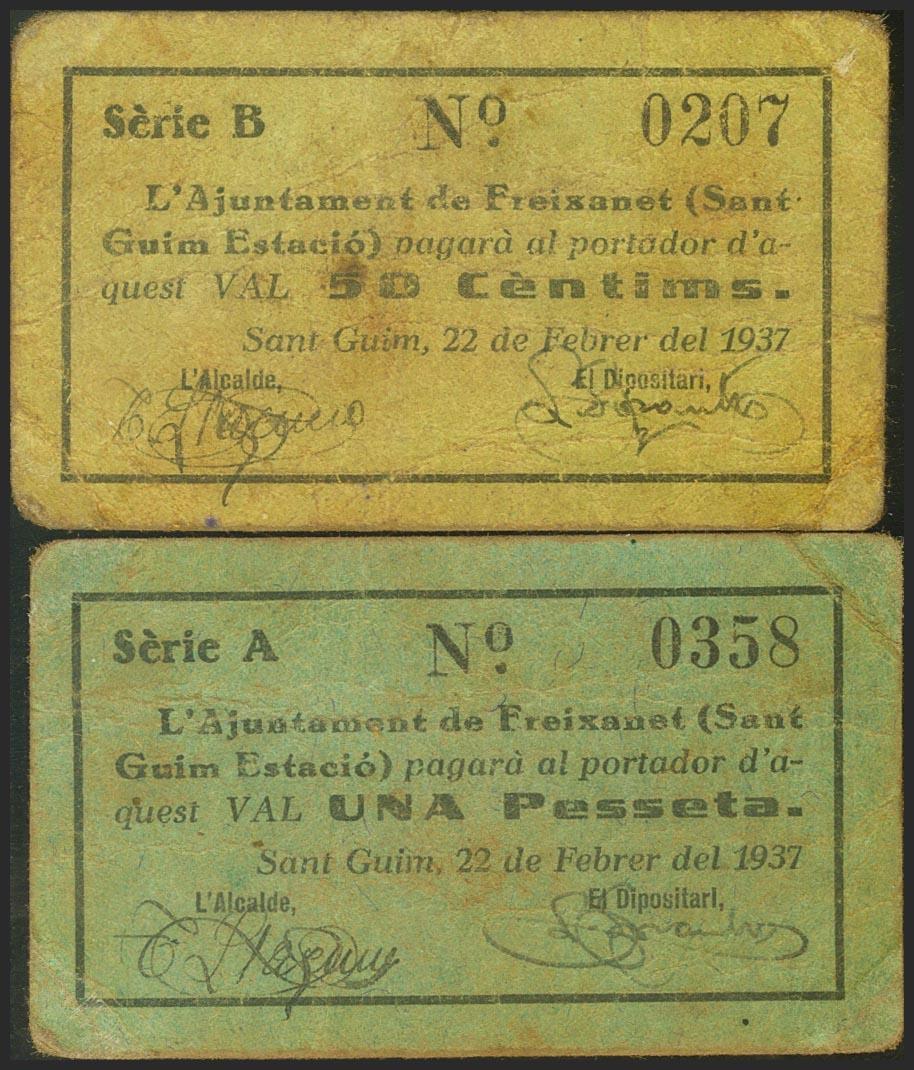 Sèrie B Nº. 0207
L'Ajuntament de Freixanet (Sant
Guim Estació) pagarà al portador d'a-
quest VAL 50 Cèntims.
Sant Guim, 22 de Febrer del 1937
L'Alcalde, El Dipositari,
Sèrie A Nº. 0358
L'Ajuntament de Freixanet (Sant
Guim Estació) pagarà al portador d'a-
quest VAL UNA Pesseta.
Sant Guim, 22 de Febrer del 1937
L'Alcalde, El Dipositari,